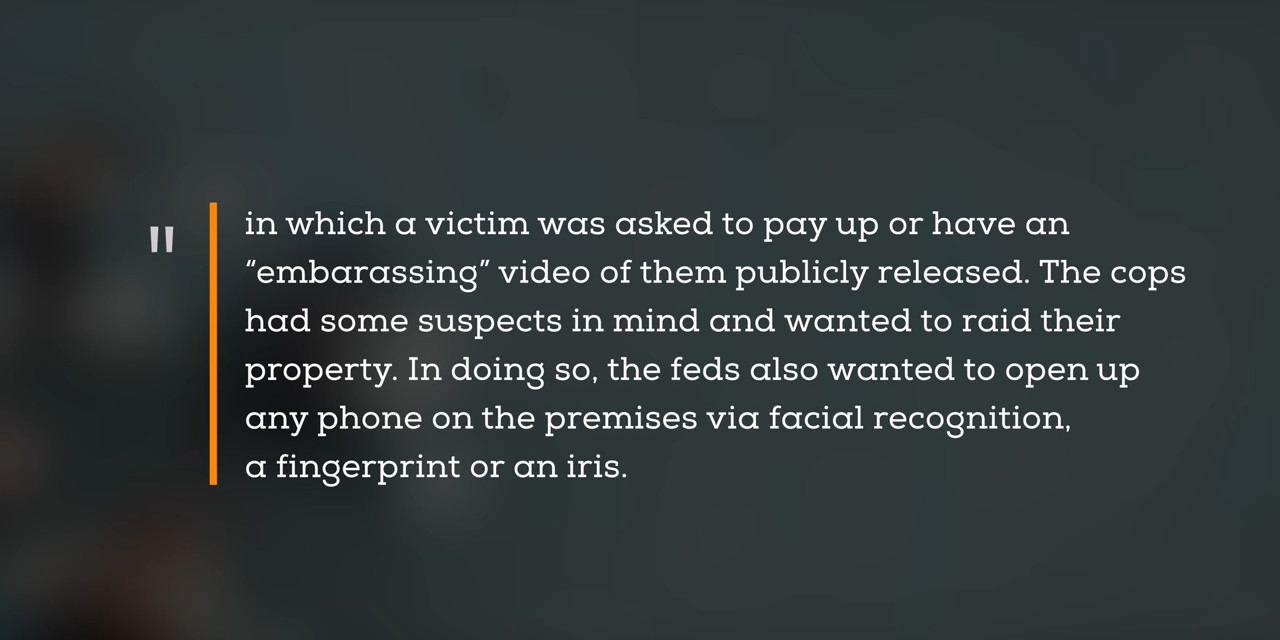 "
in which a victim was asked to pay up or have an
“embarassing” video of them publicly released. The cops
had some suspects in mind and wanted to raid their
property. In doing so, the feds also wanted to open up
any phone on the premises via facial recognition,
a fingerprint or an iris.